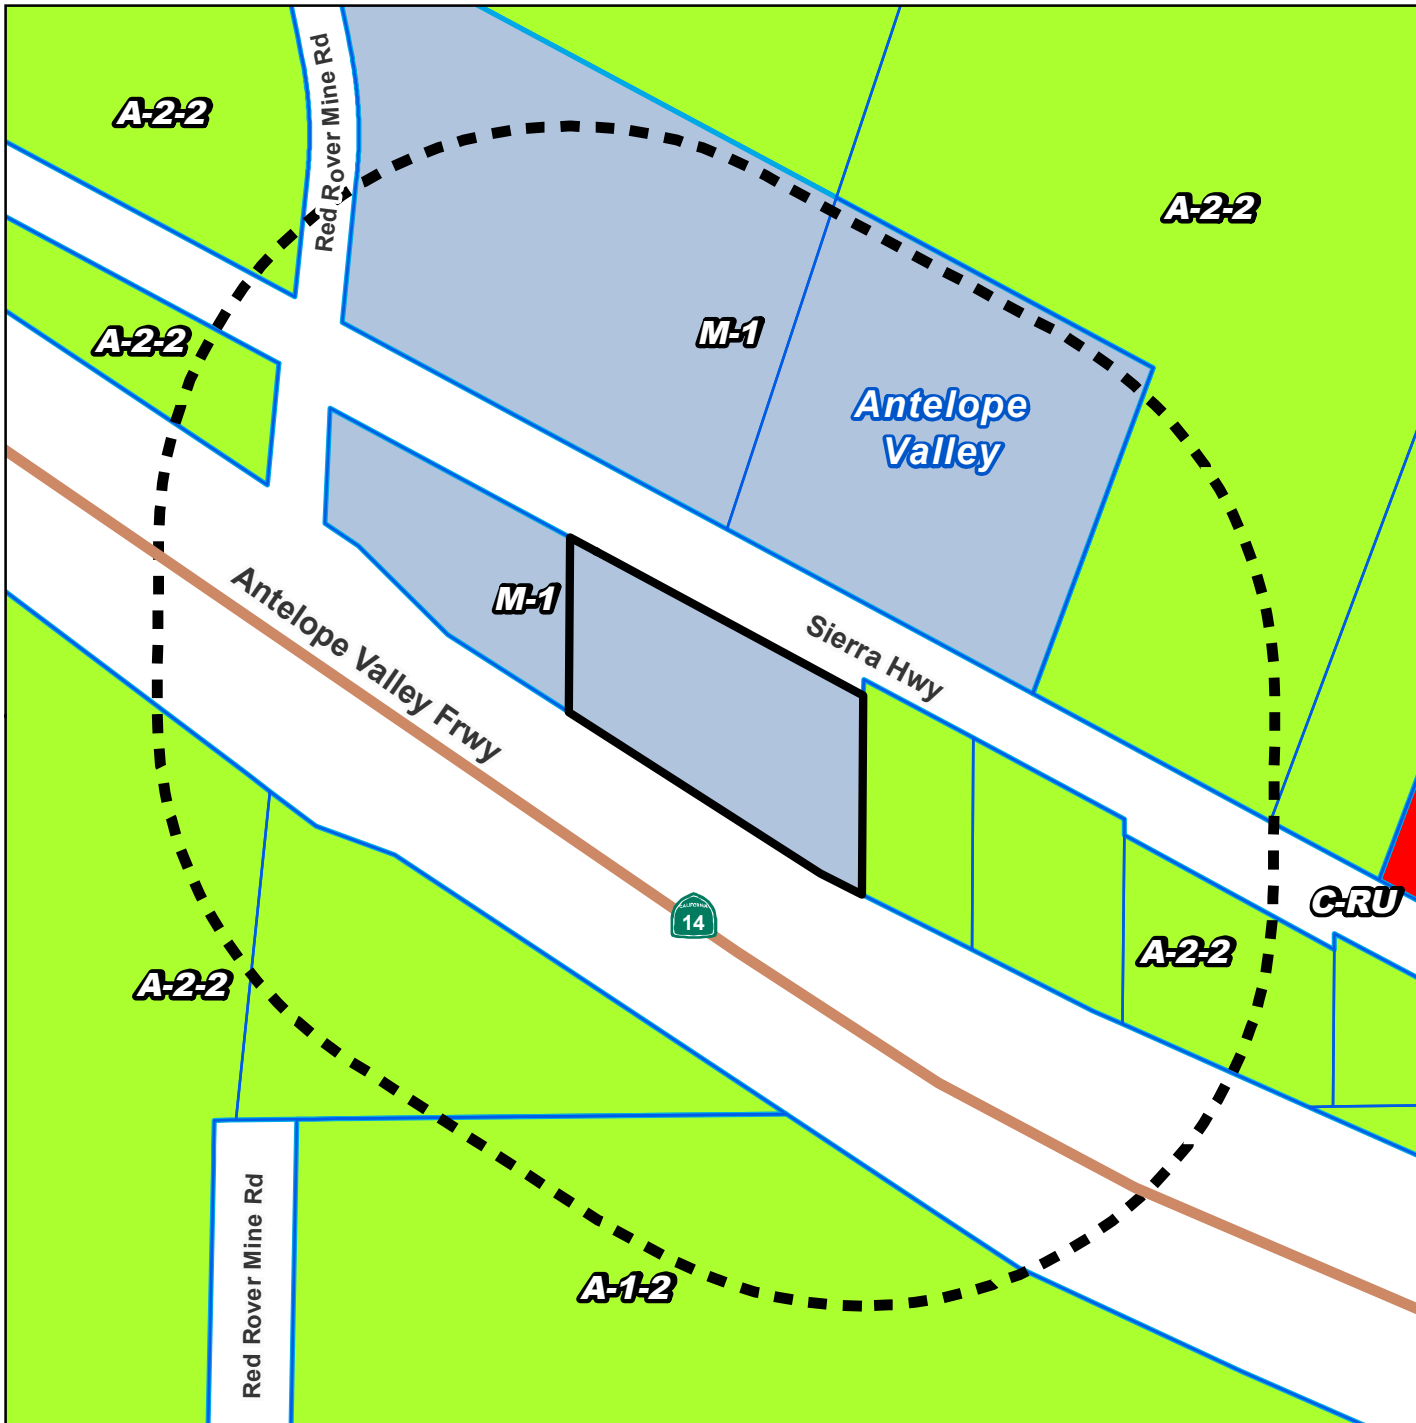 Red Rover Mine Rd
A-2-2
A-2-2
A-2-2
M-1
Antelope
Valley
M-1
Sierra Hwy
Antelope Valley Frwy
CALIFORNIA
14
C-RU
A-2-2
A-2-2
Red Rover Mine Rd
A-1-2